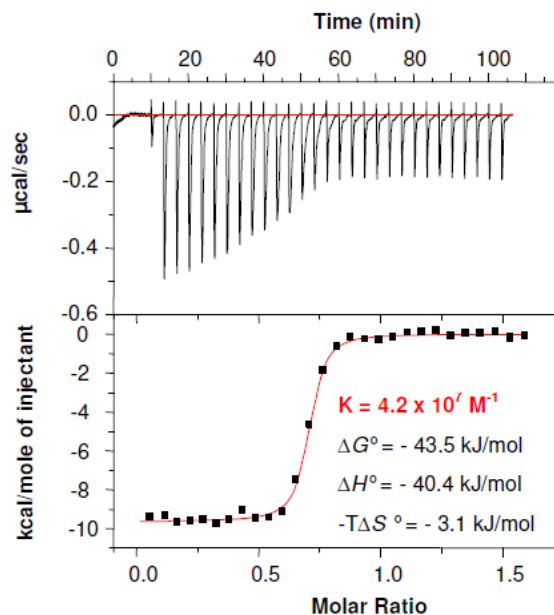 Time (min)
0 20 40 60 80 100
0.0
-0.2
-0.4
-0.6
µcal/sec
0
-2
-4
-6
-8
-10
kcal/mole of injectant
K = 4.2 x 10⁷ M⁻¹
ΔG° = - 43.5 kJ/mol
ΔH° = - 40.4 kJ/mol
-TΔS ° = - 3.1 kJ/mol
0.0 0.5 1.0 1.5
Molar Ratio